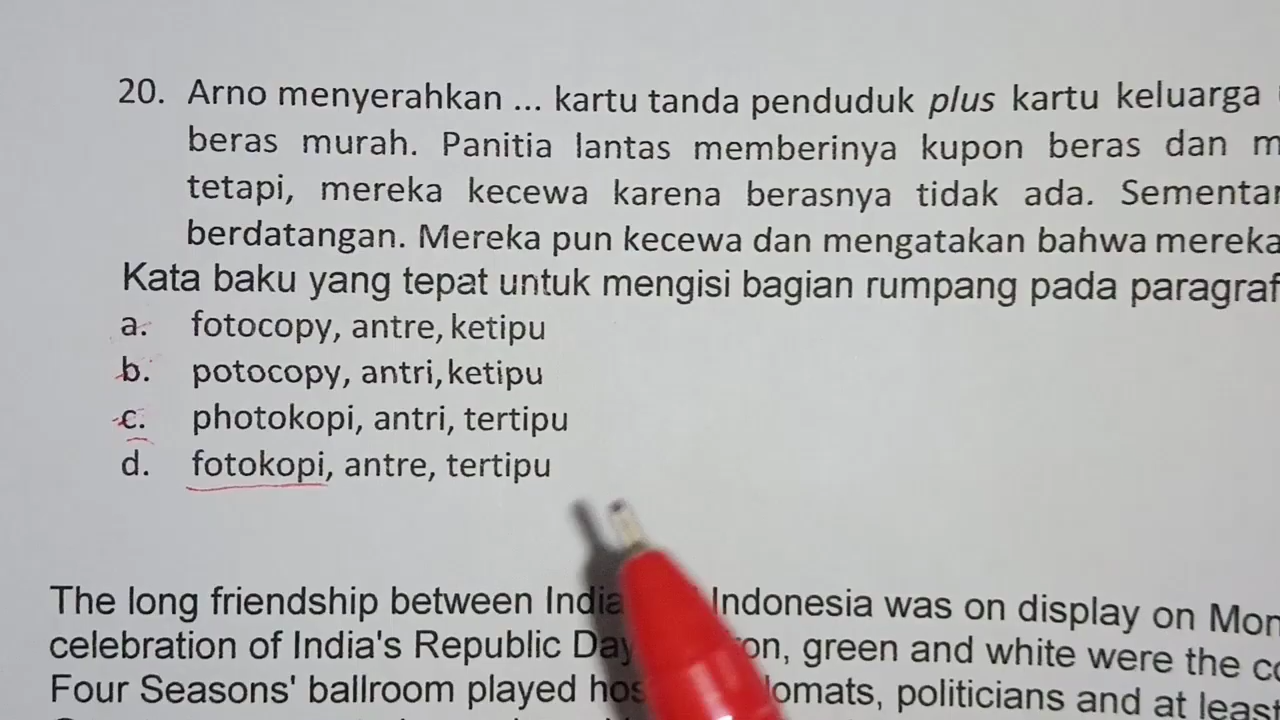 20. Arno menyerahkan ... kartu tanda penduduk plus kartu keluarga
beras murah. Panitia lantas memberinya kupon beras dan m
tetapi, mereka kecewa karena berasnya tidak ada. Sementar
berdatangan. Mereka pun kecewa dan mengatakan bahwa mereka
Kata baku yang tepat untuk mengisi bagian rumpang pada paragraf
a. fotocopy, antre, ketipu
b. potocopy, antri, ketipu
c. photokopi, antri, tertipu
d. fotokopi, antre, tertipu
The long friendship between India Indonesia was on display on Mon
celebration of India's Republic Day on, green and white were the co
Four Seasons' ballroom played hos lomats, politicians and at least